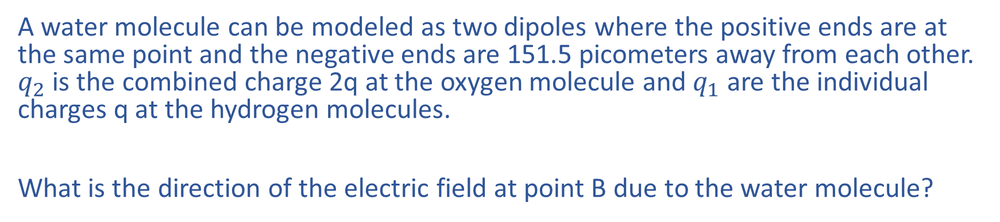 A water molecule can be modeled as two dipoles where the positive ends are at
the same point and the negative ends are 151.5 picometers away from each other.
q₂ is the combined charge 2q at the oxygen molecule and q₁ are the individual
charges q at the hydrogen molecules.
What is the direction of the electric field at point B due to the water molecule?